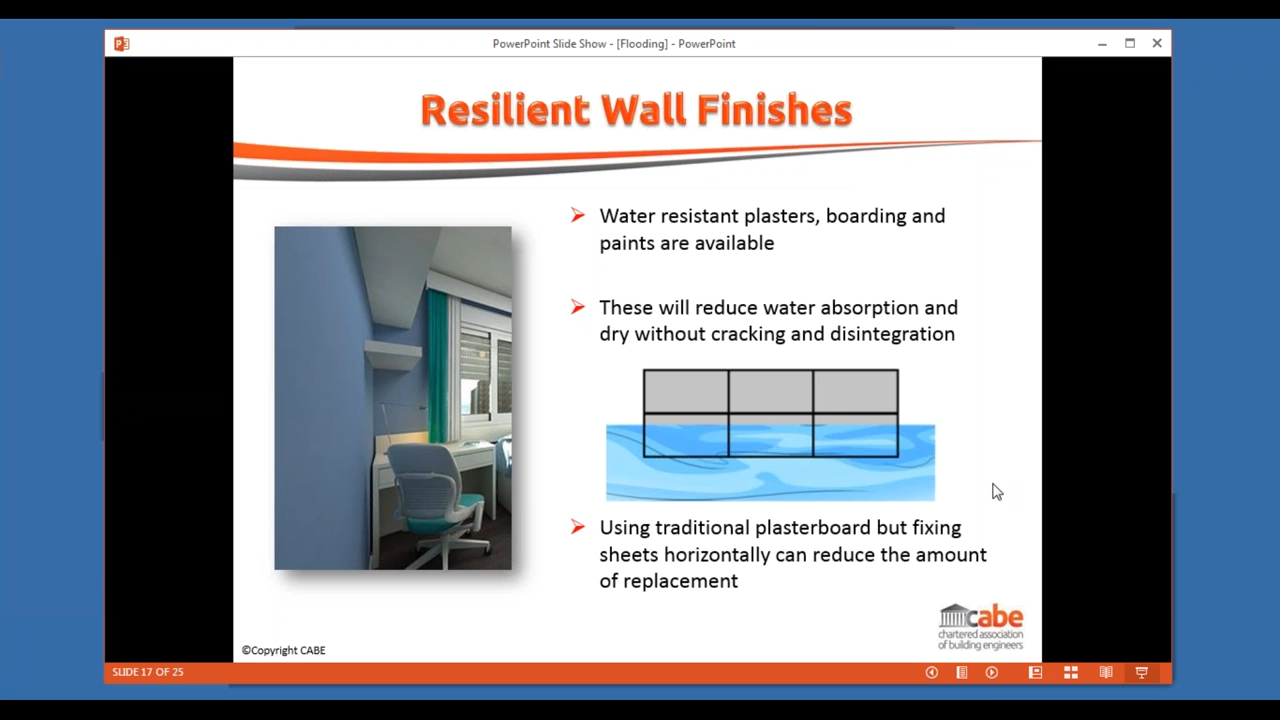 PowerPoint Slide Show - [Flooding] - PowerPoint
Resilient Wall Finishes
Water resistant plasters, boarding and
paints are available
These will reduce water absorption and
dry without cracking and disintegration
Using traditional plasterboard but fixing
sheets horizontally can reduce the amount
of replacement
cabe
chartered association
of building engineers
©Copyright CABE
SLIDE 17 OF 25